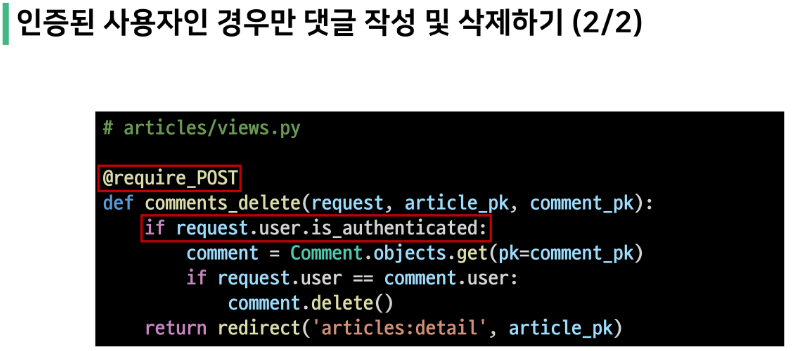 인증된 사용자인 경우만 댓글 작성 및 삭제하기 (2/2)
# articles/views.py
@require_POST
def comments_delete(request, article_pk, comment_pk):
    if request.user.is_authenticated:
        comment = Comment.objects.get(pk=comment_pk)
        if request.user == comment.user:
            comment.delete()
    return redirect('articles:detail', article_pk)